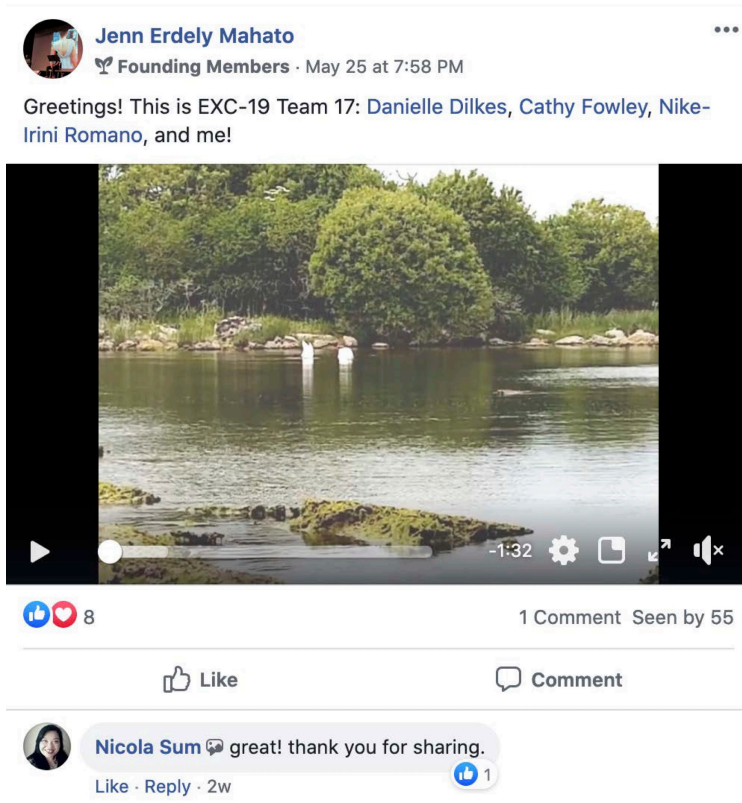 Jenn Erdely Mahato
Founding Members · May 25 at 7:58 PM
Greetings! This is EXC-19 Team 17: Danielle Dilkes, Cathy Fowley, Nike-
Irini Romano, and me!
-1:32
8
1 Comment Seen by 55
Like
Comment
Nicola Sum great! thank you for sharing.
1
Like · Reply · 2w